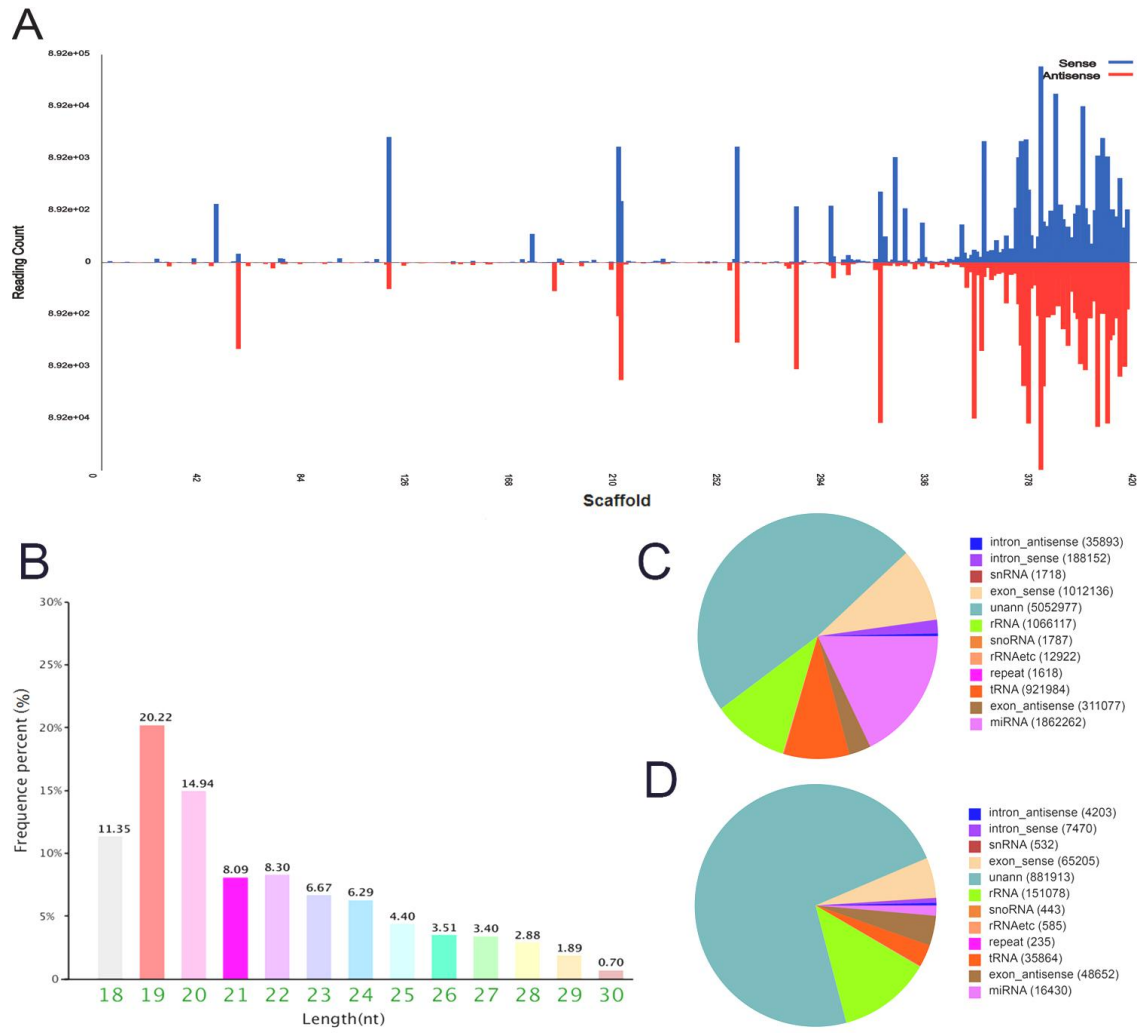 A
8.92e+05
Sense
Antisense
8.92e+04
8.92e+03
8.92e+02
0
8.92e+02
8.92e+03
8.92e+04
Reading Count
0 42 84 126 168 210 252 294 336 378 420
Scaffold
B
30%
25%
20%
15%
10%
5%
0
Frequence percent (%)
11.35 20.22 14.94 8.09 8.30 6.67 6.29 4.40 3.51 3.40 2.88 1.89 0.70
18 19 20 21 22 23 24 25 26 27 28 29 30
Length(nt)
C
intron_antisense (35893)
intron_sense (188152)
snRNA (1718)
exon_sense (1012136)
unann (5052977)
rRNA (1066117)
snoRNA (1787)
rRNAetc (12922)
repeat (1618)
tRNA (921984)
exon_antisense (311077)
miRNA (1862262)
D
intron_antisense (4203)
intron_sense (7470)
snRNA (532)
exon_sense (65205)
unann (881913)
rRNA (151078)
snoRNA (443)
rRNAetc (585)
repeat (235)
tRNA (35864)
exon_antisense (48652)
miRNA (16430)